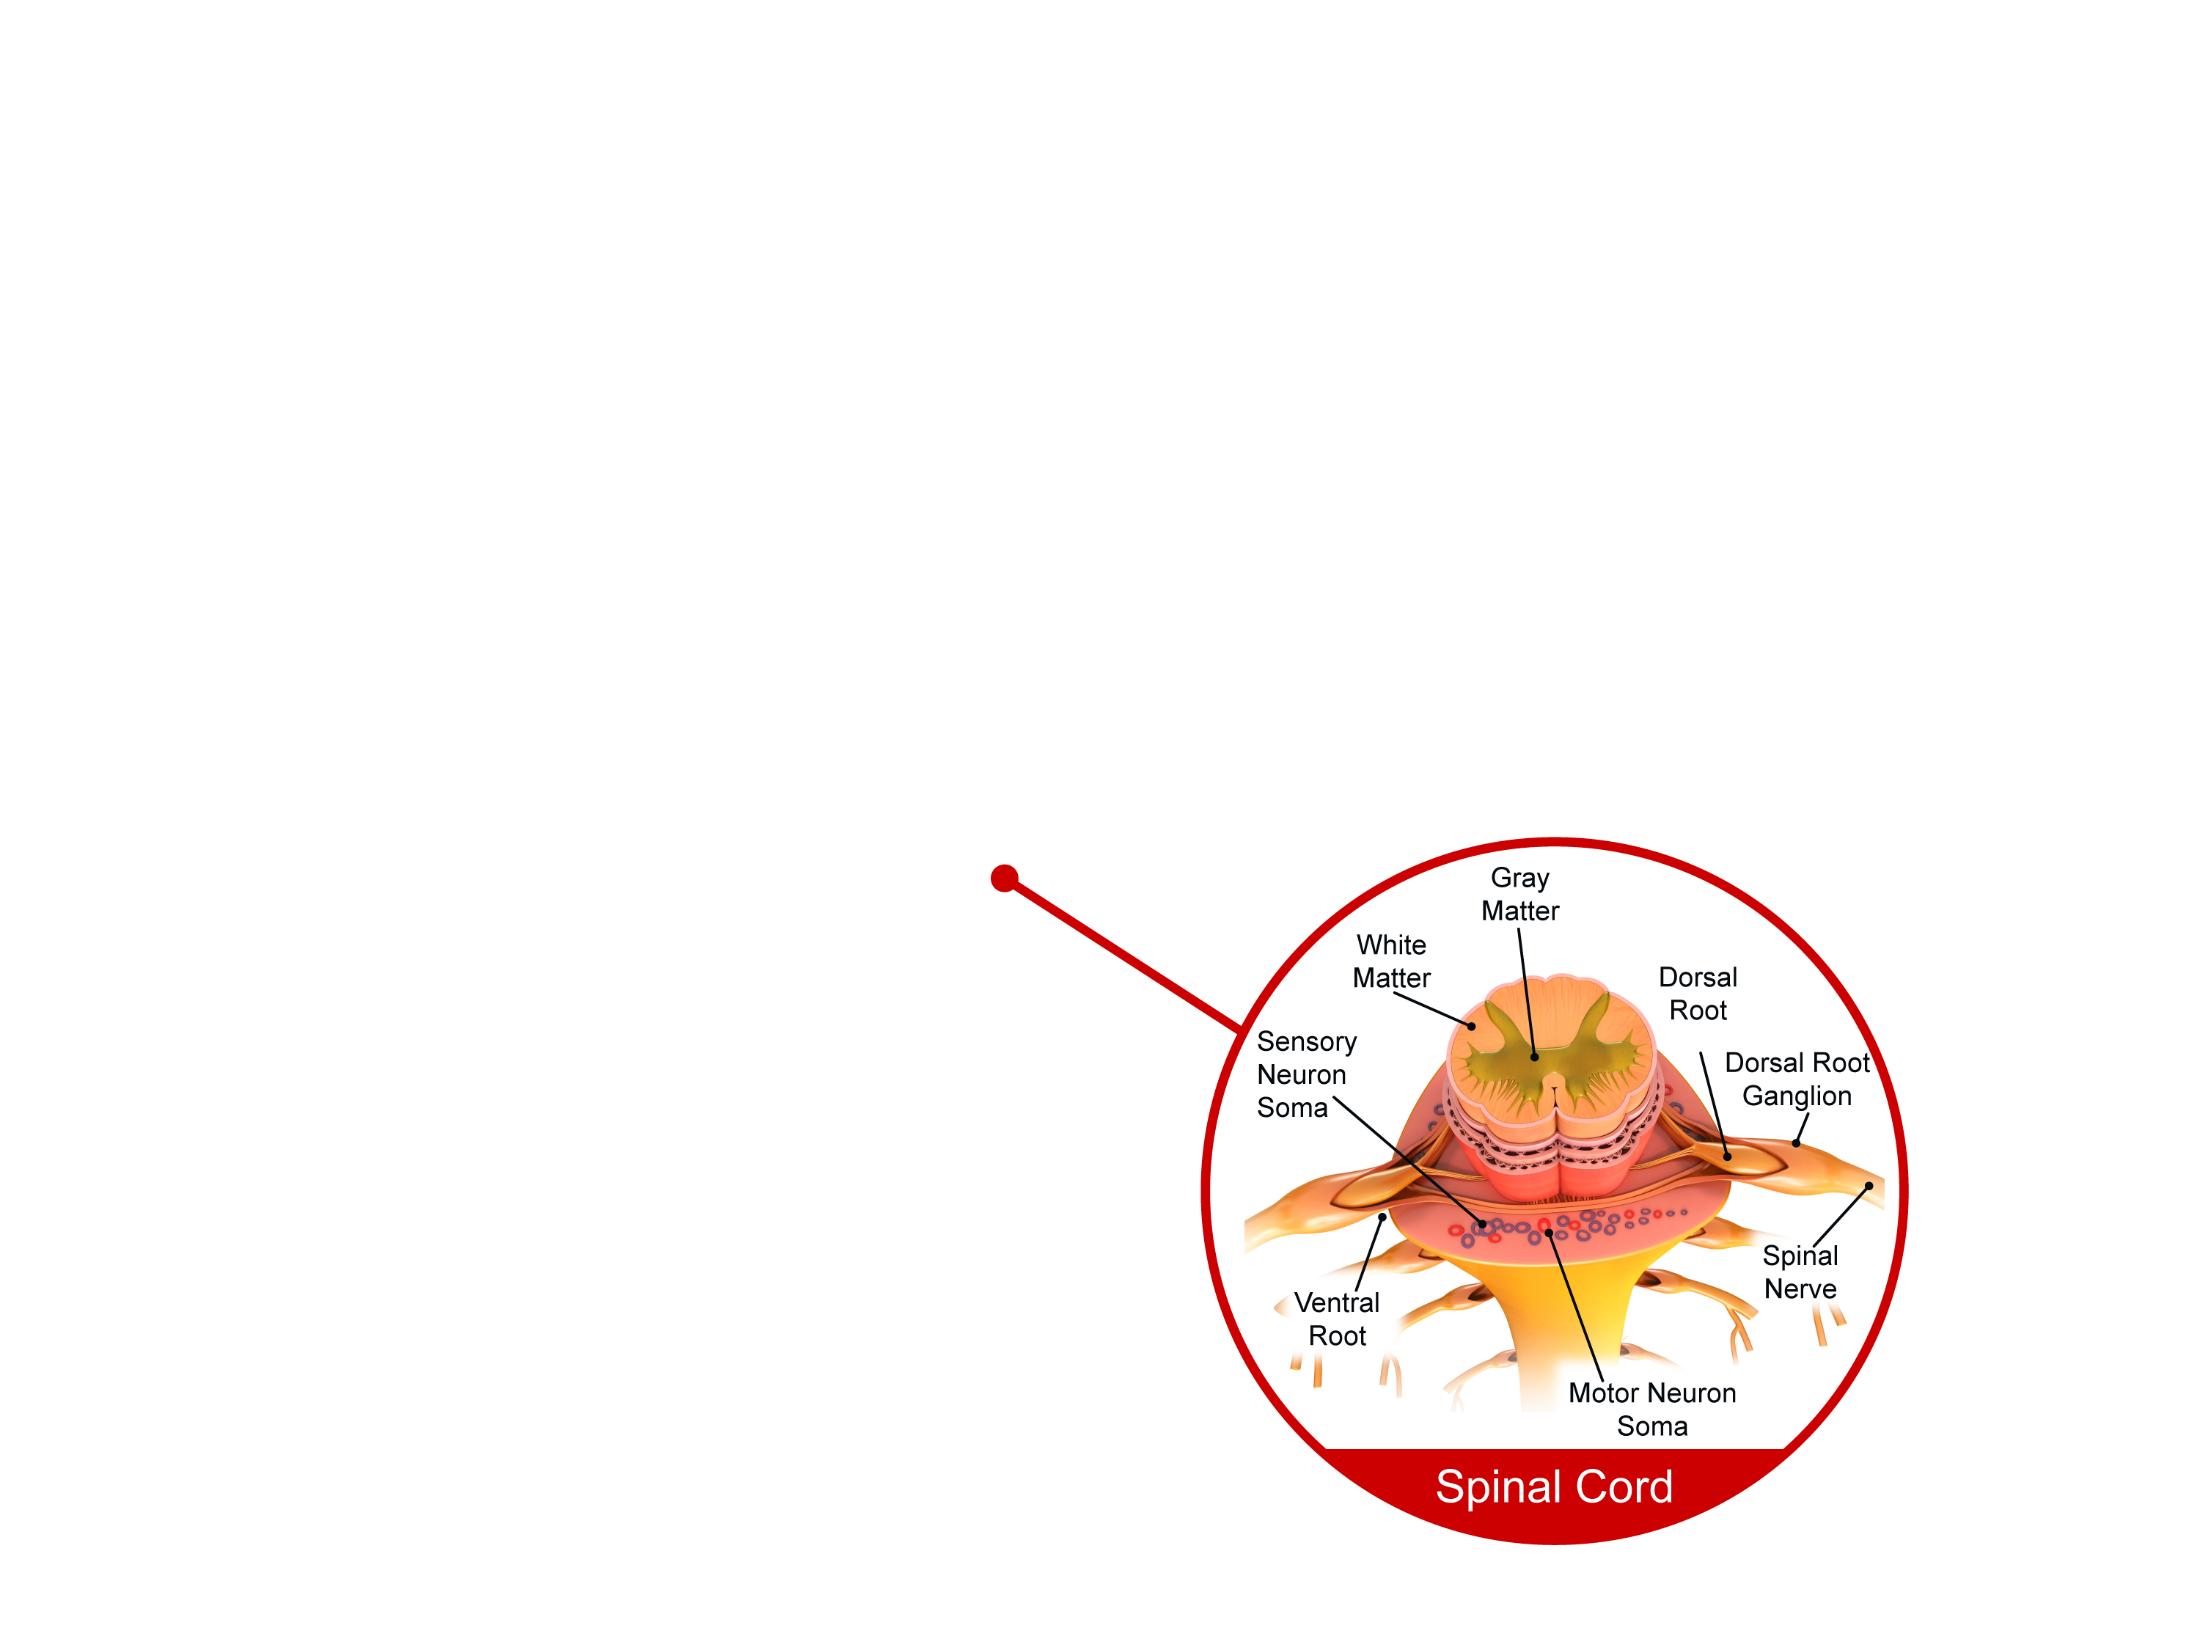 Gray
Matter
White
Matter
Dorsal
Root
Sensory
Neuron
Soma
Dorsal Root
Ganglion
Spinal
Nerve
Ventral
Root
Motor Neuron
Soma
Spinal Cord